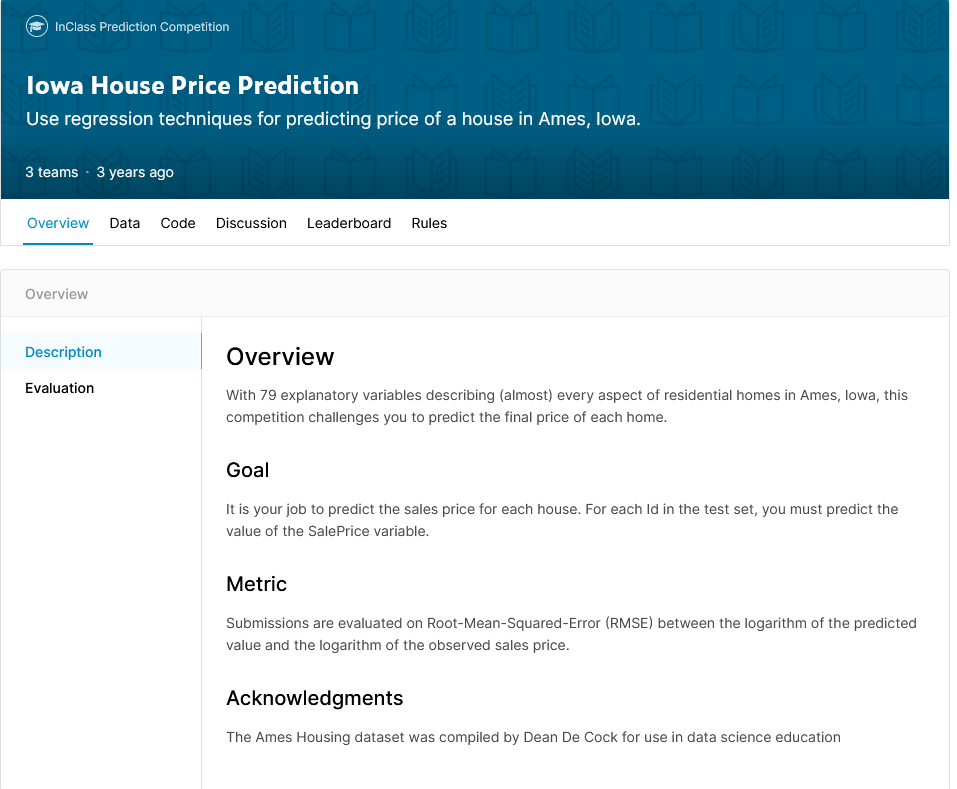 InClass Prediction Competition
Iowa House Price Prediction
Use regression techniques for predicting price of a house in Ames, Iowa.
3 teams · 3 years ago
Overview Data Code Discussion Leaderboard Rules
Overview
Description
Evaluation
Overview
With 79 explanatory variables describing (almost) every aspect of residential homes in Ames, Iowa, this
competition challenges you to predict the final price of each home.
Goal
It is your job to predict the sales price for each house. For each Id in the test set, you must predict the
value of the SalePrice variable.
Metric
Submissions are evaluated on Root-Mean-Squared-Error (RMSE) between the logarithm of the predicted
value and the logarithm of the observed sales price.
Acknowledgments
The Ames Housing dataset was compiled by Dean De Cock for use in data science education